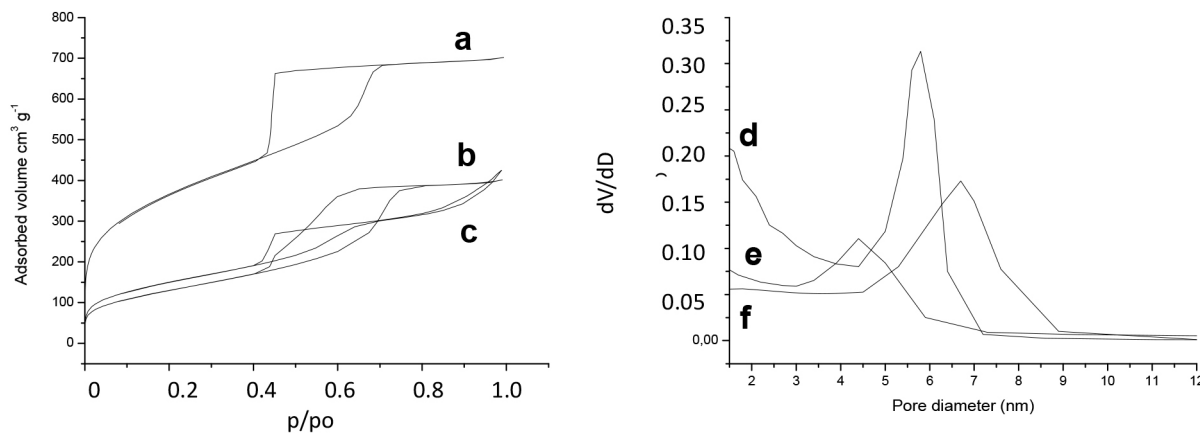 800
700
600
500
400
300
200
100
0
Adsorbed volume cm³ g⁻¹
a
b
c
0 0.2 0.4 0.6 0.8 1.0
p/po
0.35
0.30
0.25
0.20
0.15
0.10
0.05
0,00
dV/dD
d
e
f
2 3 4 5 6 7 8 9 10 11 12
Pore diameter (nm)